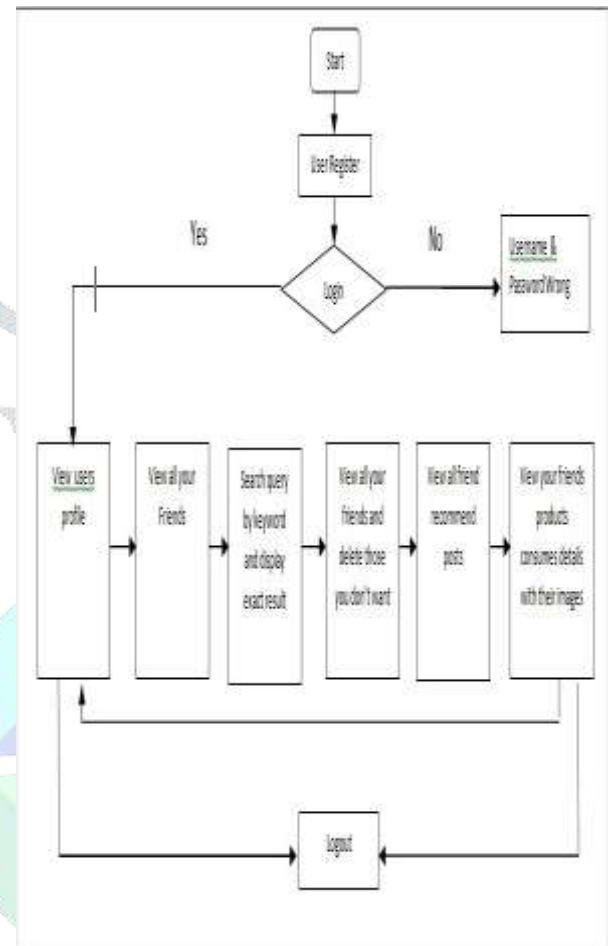 Start
User Register
Yes
No
Login
Username &
Password Wrong
View users
profile
View all your
Friends
Search query
by keyword
and display
exact result
View all your
friends and
delete those
you don't want
View all friend
recommend
posts
View your friends
products
consumes details
with their images
Logout